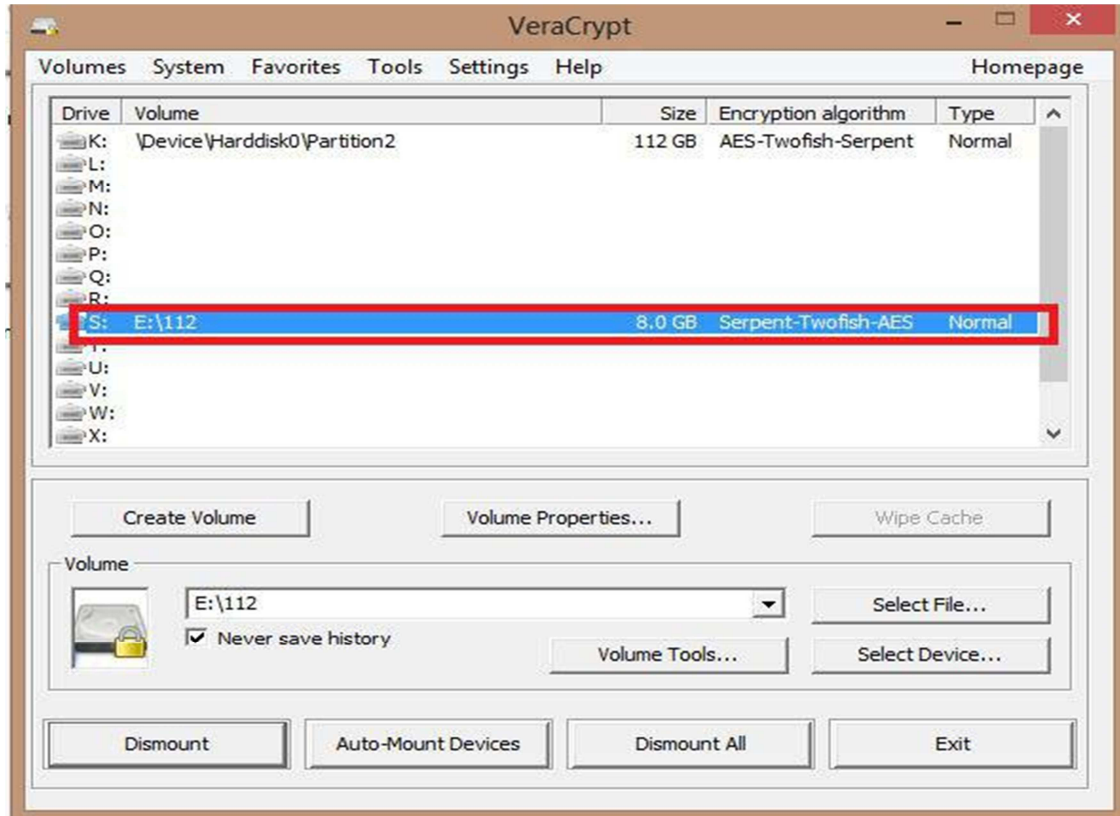 VeraCrypt
Volumes System Favorites Tools Settings Help Homepage
Drive Volume Size Encryption algorithm Type
K: \Device\Harddisk0\Partition2 112 GB AES-Twofish-Serpent Normal
L:
M:
N:
O:
P:
Q:
R:
S: E:\112 8.0 GB Serpent-Twofish-AES Normal
T:
U:
V:
W:
X:
Create Volume Volume Properties... Wipe Cache
Volume
E:\112 Select File...
Never save history
Volume Tools... Select Device...
Dismount Auto-Mount Devices Dismount All Exit